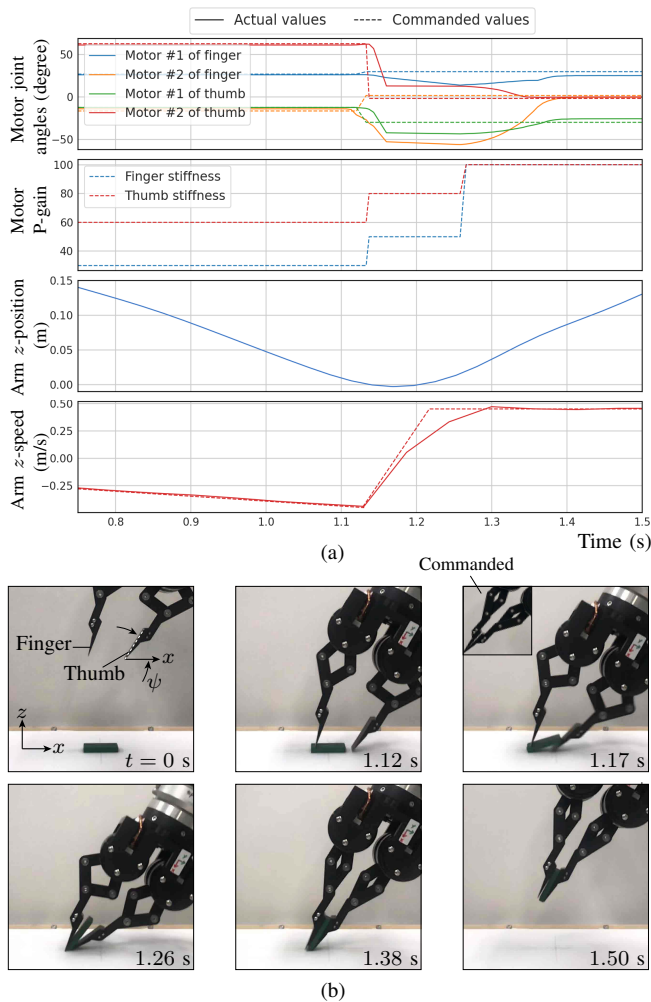 Actual values Commanded values
Motor joint
angles (degree)
50
0
−50
Motor #1 of finger
Motor #2 of finger
Motor #1 of thumb
Motor #2 of thumb
Motor
P-gain
100
80
60
40
Finger stiffness
Thumb stiffness
Arm z-position
(m)
0.15
0.10
0.05
0.00
Arm z-speed
(m/s)
0.50
0.25
0.00
−0.25
0.8 0.9 1.0 1.1 1.2 1.3 1.4 1.5
Time (s)
(a)
Commanded
Finger
Thumb
x
ψ
z
x
t = 0 s
1.12 s
1.17 s
1.26 s
1.38 s
1.50 s
(b)